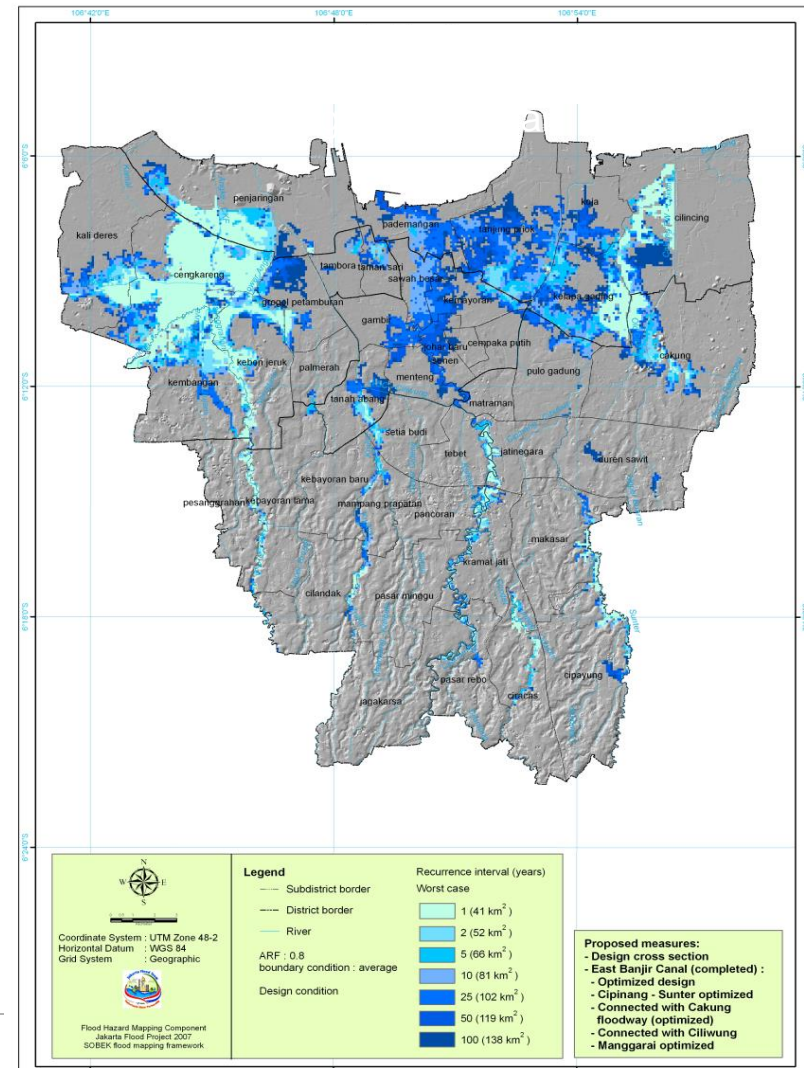 106°42'0"E
106°48'0"E
106°54'0"E
6°6'0"S
6°12'0"S
6°18'0"S
6°24'0"S
penjaringan
kali deres
cengkareng
pademangan
tanjung priok
koja
cilincing
tambora
taman sari
sawah besar
grogol petamburan
kemayoran
kelapa gading
gambir
johar baru
senen
cempaka putih
cakung
kebon jeruk
palmerah
menteng
pulo gadung
kembangan
tanah abang
matraman
setia budi
tebet
jatinegara
duren sawit
kebayoran baru
pesanggrahan
kebayoran lama
mampang prapatan
pancoran
makasar
kramat jati
cilandak
pasar minggu
Sunter
pasar rebo
cipayung
ciracas
jagakarsa
N
W
E
S
Coordinate System : UTM Zone 48-2
Horizontal Datum : WGS 84
Grid System : Geographic
Flood Hazard Mapping Component
Jakarta Flood Project 2007
SOBEK flood mapping framework
Legend
Subdistrict border
District border
River
ARF : 0.8
boundary condition : average
Design condition
Recurrence interval (years)
Worst case
1 (41 km²)
2 (52 km²)
5 (66 km²)
10 (81 km²)
25 (102 km²)
50 (119 km²)
100 (138 km²)
Proposed measures:
- Design cross section
- East Banjir Canal (completed) :
- Optimized design
- Cipinang - Sunter optimized
- Connected with Cakung
floodway (optimized)
- Connected with Ciliwung
- Manggarai optimized